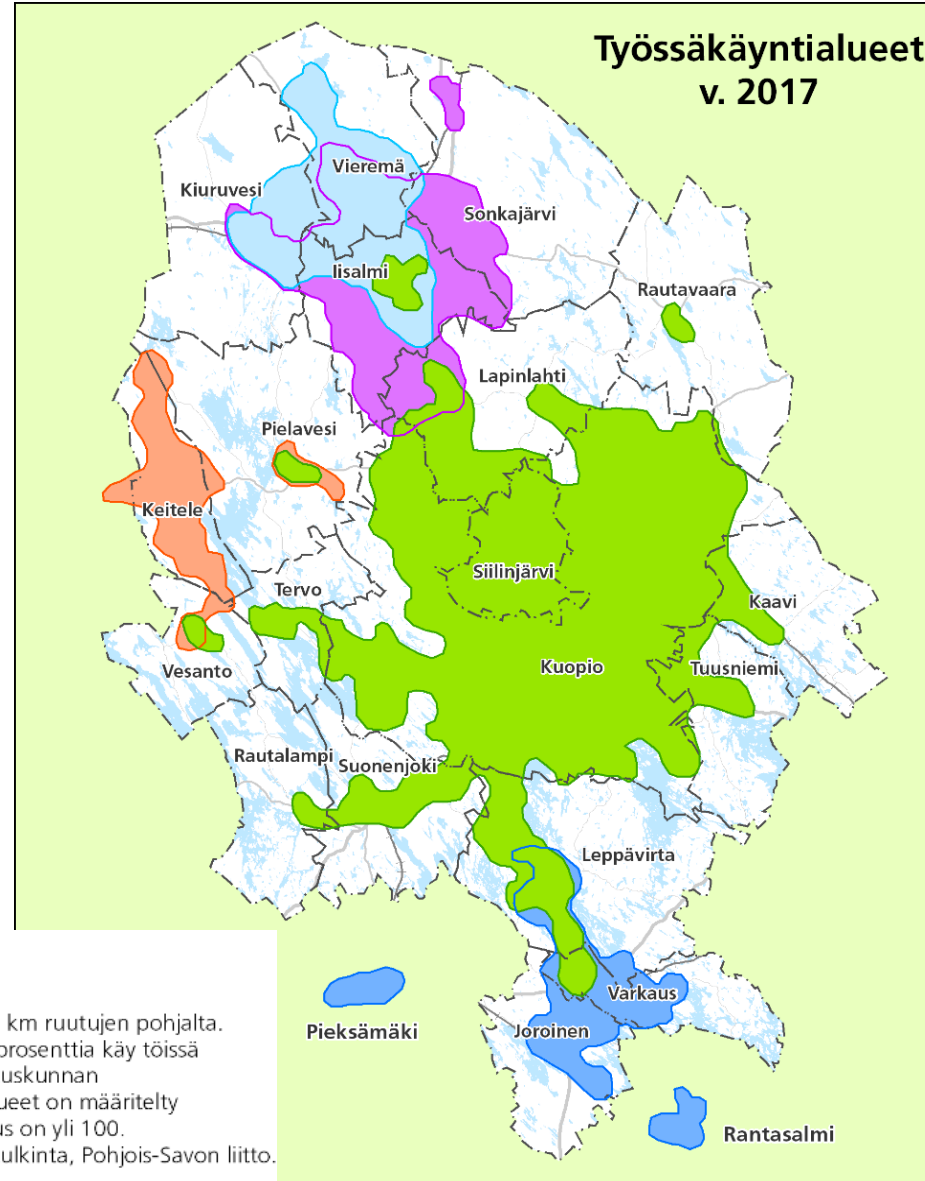 Työssäkäyntialueet
v. 2017
Vieremä
Kiuruvesi
Sonkajärvi
Iisalmi
Rautavaara
Lapinlahti
Pielavesi
Keitele
Siilinjärvi
Tervo
Kaavi
Kuopio
Tuusniemi
Vesanto
Rautalampi
Suonenjoki
Leppävirta
Varkaus
Joroinen
Pieksämäki
Rantasalmi
km ruutujen pohjalta.
prosenttia käy töissä
uskunnan
ueet on määritelty
us on yli 100.
ulkinta, Pohjois-Savon liitto.